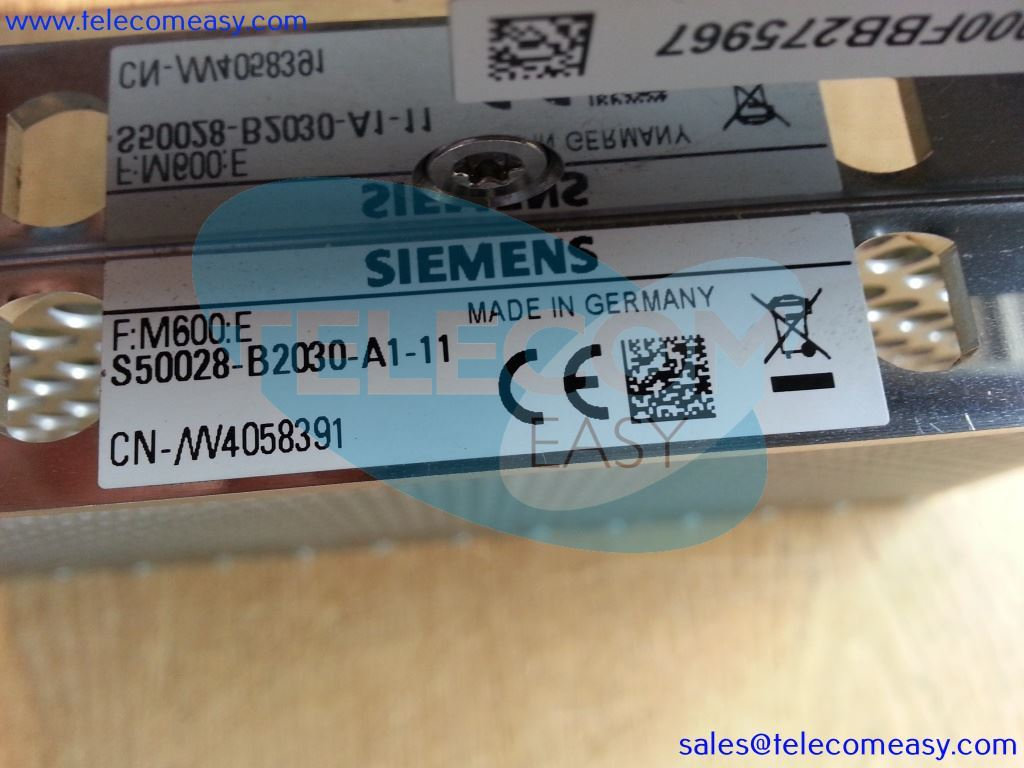 www.telecomeasy.com
00FBB275967
CN-/W4058391
S50028-B2030-A1-11
F:M600:E
IN GERMANY
SIEMENS
SIEMENS
MADE IN GERMANY
F:M600:E
S50028-B2030-A1-11
CN-/W4058391
TELECOM
EASY
sales@telecomeasy.com